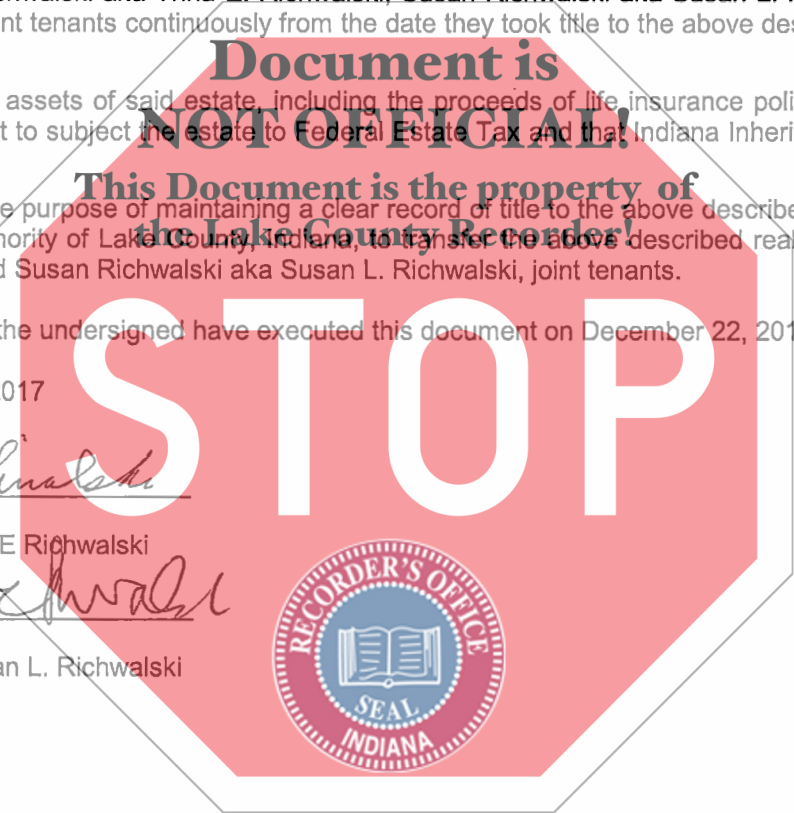 Susan Richwalski aka Susan L.
nt tenants continuously from the date they took title to the above des
Document is
assets of said estate, including the proceeds of life insurance poli
NOT OFFICIAL!
t to subject the estate to Federal Estate Tax and that Indiana Inheri
This Document is the property of
e purpose of maintaining a clear record of title to the above describe
the Lake County Recorder!
ority of Lake County, Indiana, to transfer the above described real
d Susan Richwalski aka Susan L. Richwalski, joint tenants.
the undersigned have executed this document on December 22, 201
STOP
017
E Richwalski
an L. Richwalski
RECORDER'S OFFICE
SEAL
INDIANA